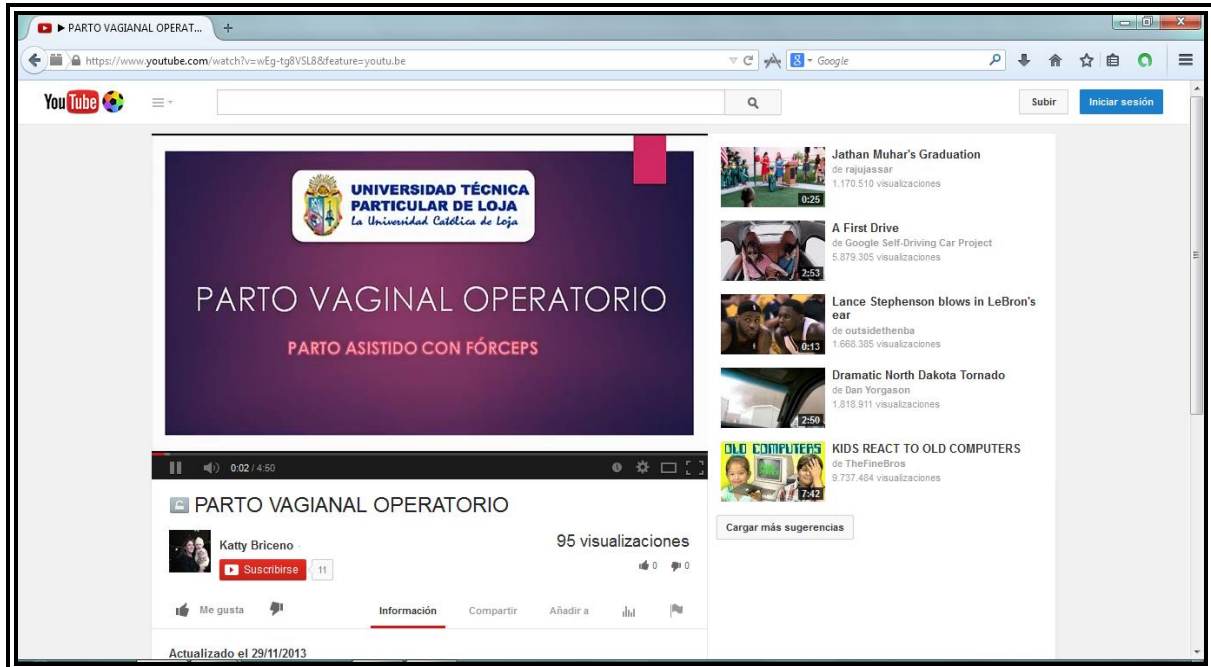 ▶ PARTO VAGIANAL OPERAT...
https://www.youtube.com/watch?v=wEg-tg8VSL8&feature=youtu.be
Google
You Tube
Subir
Iniciar sesión
UNIVERSIDAD TÉCNICA
PARTICULAR DE LOJA
La Universidad Católica de Loja
PARTO VAGINAL OPERATORIO
PARTO ASISTIDO CON FÓRCEPS
0:02 / 4:50
PARTO VAGIANAL OPERATORIO
Katty Briceno
Suscribirse 11
95 visualizaciones
0 0
Me gusta
Información Compartir Añadir a
Actualizado el 29/11/2013
Jathan Muhar's Graduation
de rajujassar
1.170.510 visualizaciones
0:25
A First Drive
de Google Self-Driving Car Project
5.879.305 visualizaciones
2:53
Lance Stephenson blows in LeBron's
ear
de outsidethenba
1.668.385 visualizaciones
0:13
Dramatic North Dakota Tornado
de Dan Yorgason
1.818.911 visualizaciones
2:50
OLD COMPUTERS
KIDS REACT TO OLD COMPUTERS
de TheFineBros
9.737.484 visualizaciones
7:42
Cargar más sugerencias